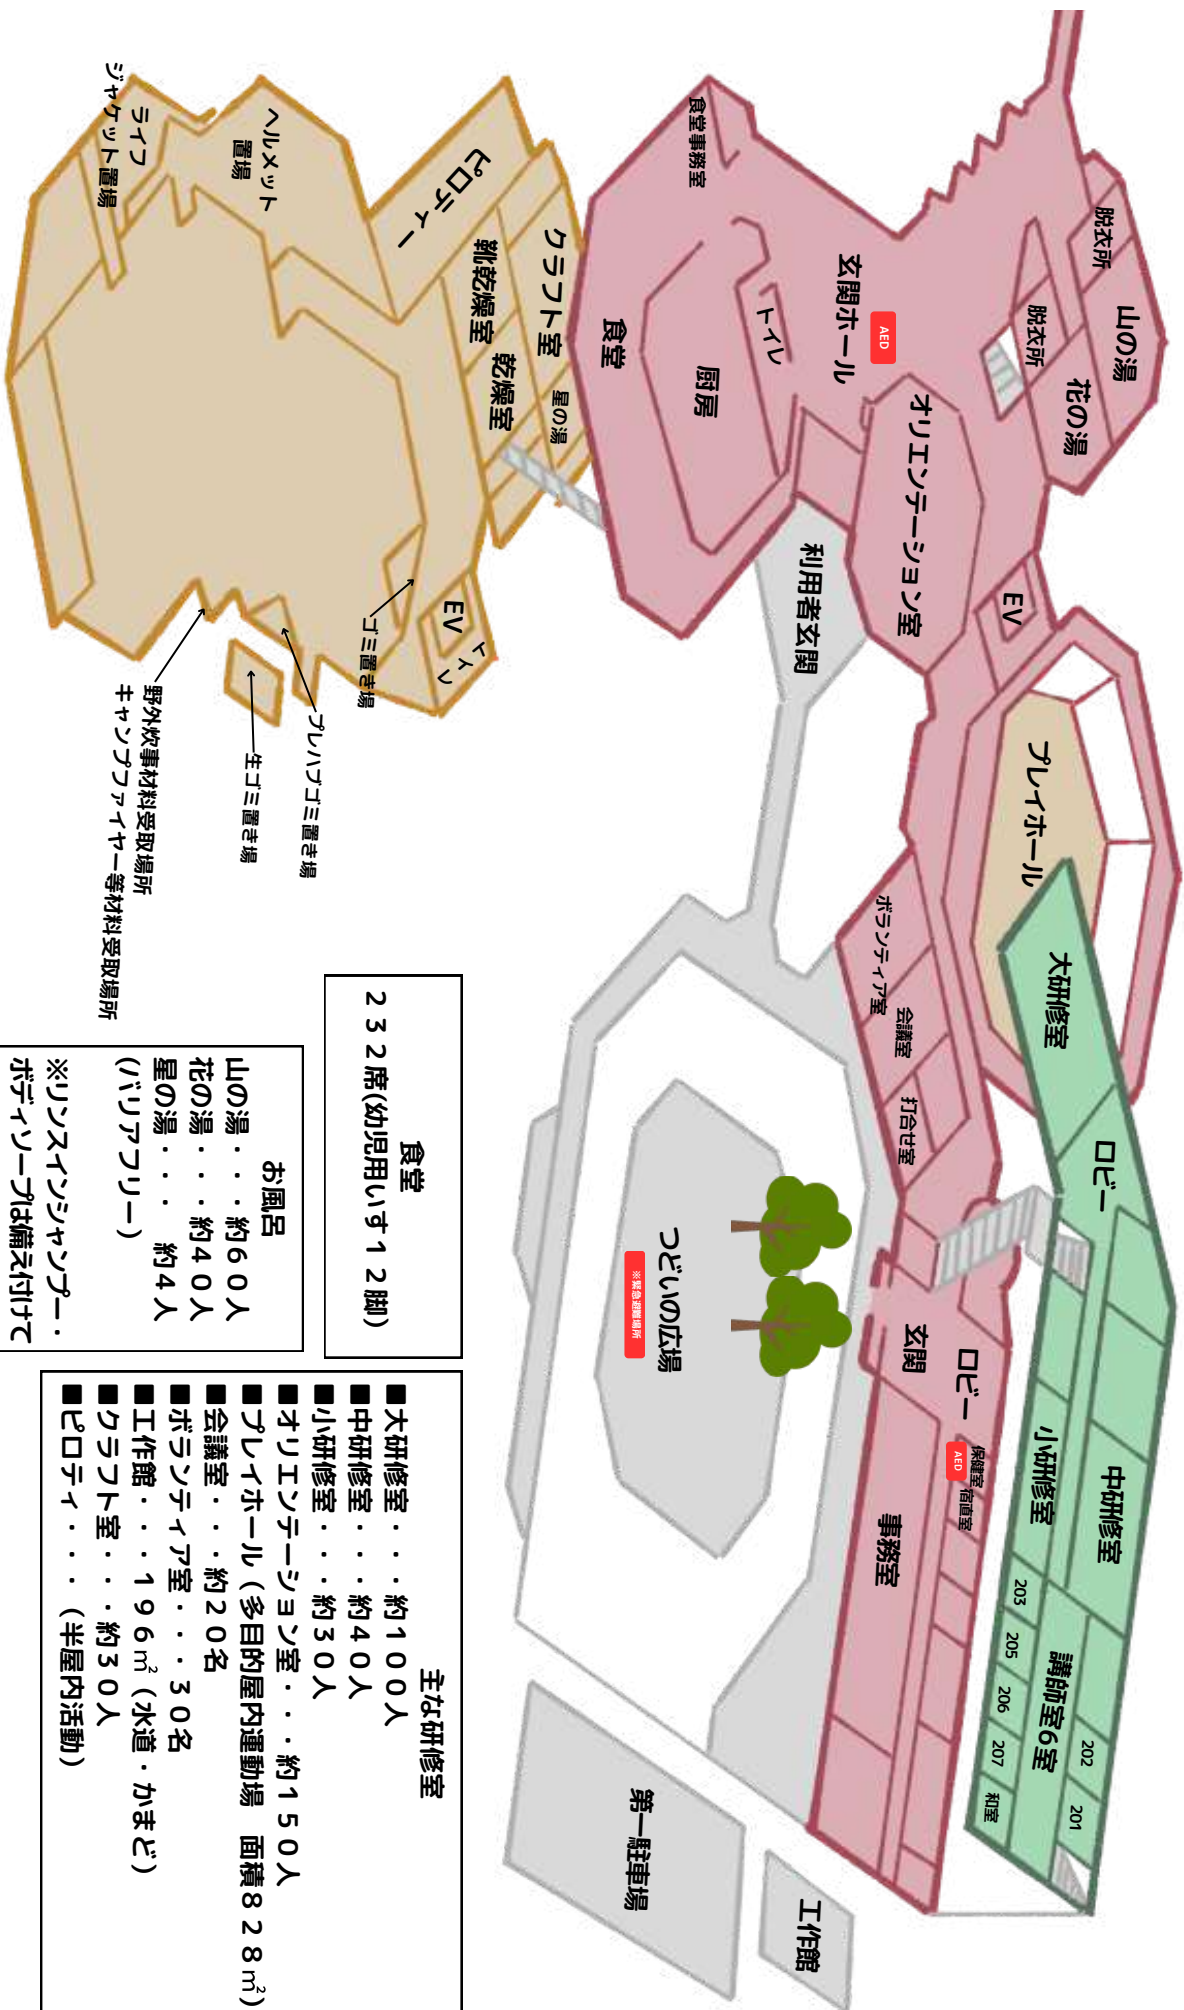 脱衣所
山の湯
脱衣所
花の湯
AED
玄関ホール
オリエンテーション室
EV
プレイホール
食堂事務室
トイレ
厨房
食堂
利用者玄関
大研修室
ロビー
中研修室
小研修室
203
205
206
207
和室
講師室6室
202
201
ボランティア室
会議室
打合せ室
玄関
ロビー
保健室
AED
宿直室
事務室
クラフト室
星の湯
ピロティー
靴乾燥室
乾燥室
ヘルメット
置場
ライフ
ジャケット置場
EV
トイレ
ゴミ置き場
プレハブゴミ置き場
生ゴミ置き場
野外炊事材料受取場所
キャンプファイヤー等材料受取場所
つどいの広場
※緊急避難場所
第一駐車場
工作館
食堂
232席(幼児用いす12脚)
お風呂
山の湯・・・約60人
花の湯・・・約40人
星の湯・・・ 約4人
(バリアフリー)
※リンスインシャンプー・
ボディソープは備え付けて
主な研修室
■大研修室・・・約100人
■中研修室・・・約40人
■小研修室・・・約30人
■オリエンテーション室・・・約150人
■プレイホール(多目的屋内運動場 面積828㎡)
■会議室・・・約20名
■ボランティア室・・・30名
■工作館・・・196㎡(水道・かまど)
■クラフト室・・・約30人
■ピロティ・・・(半屋内活動)